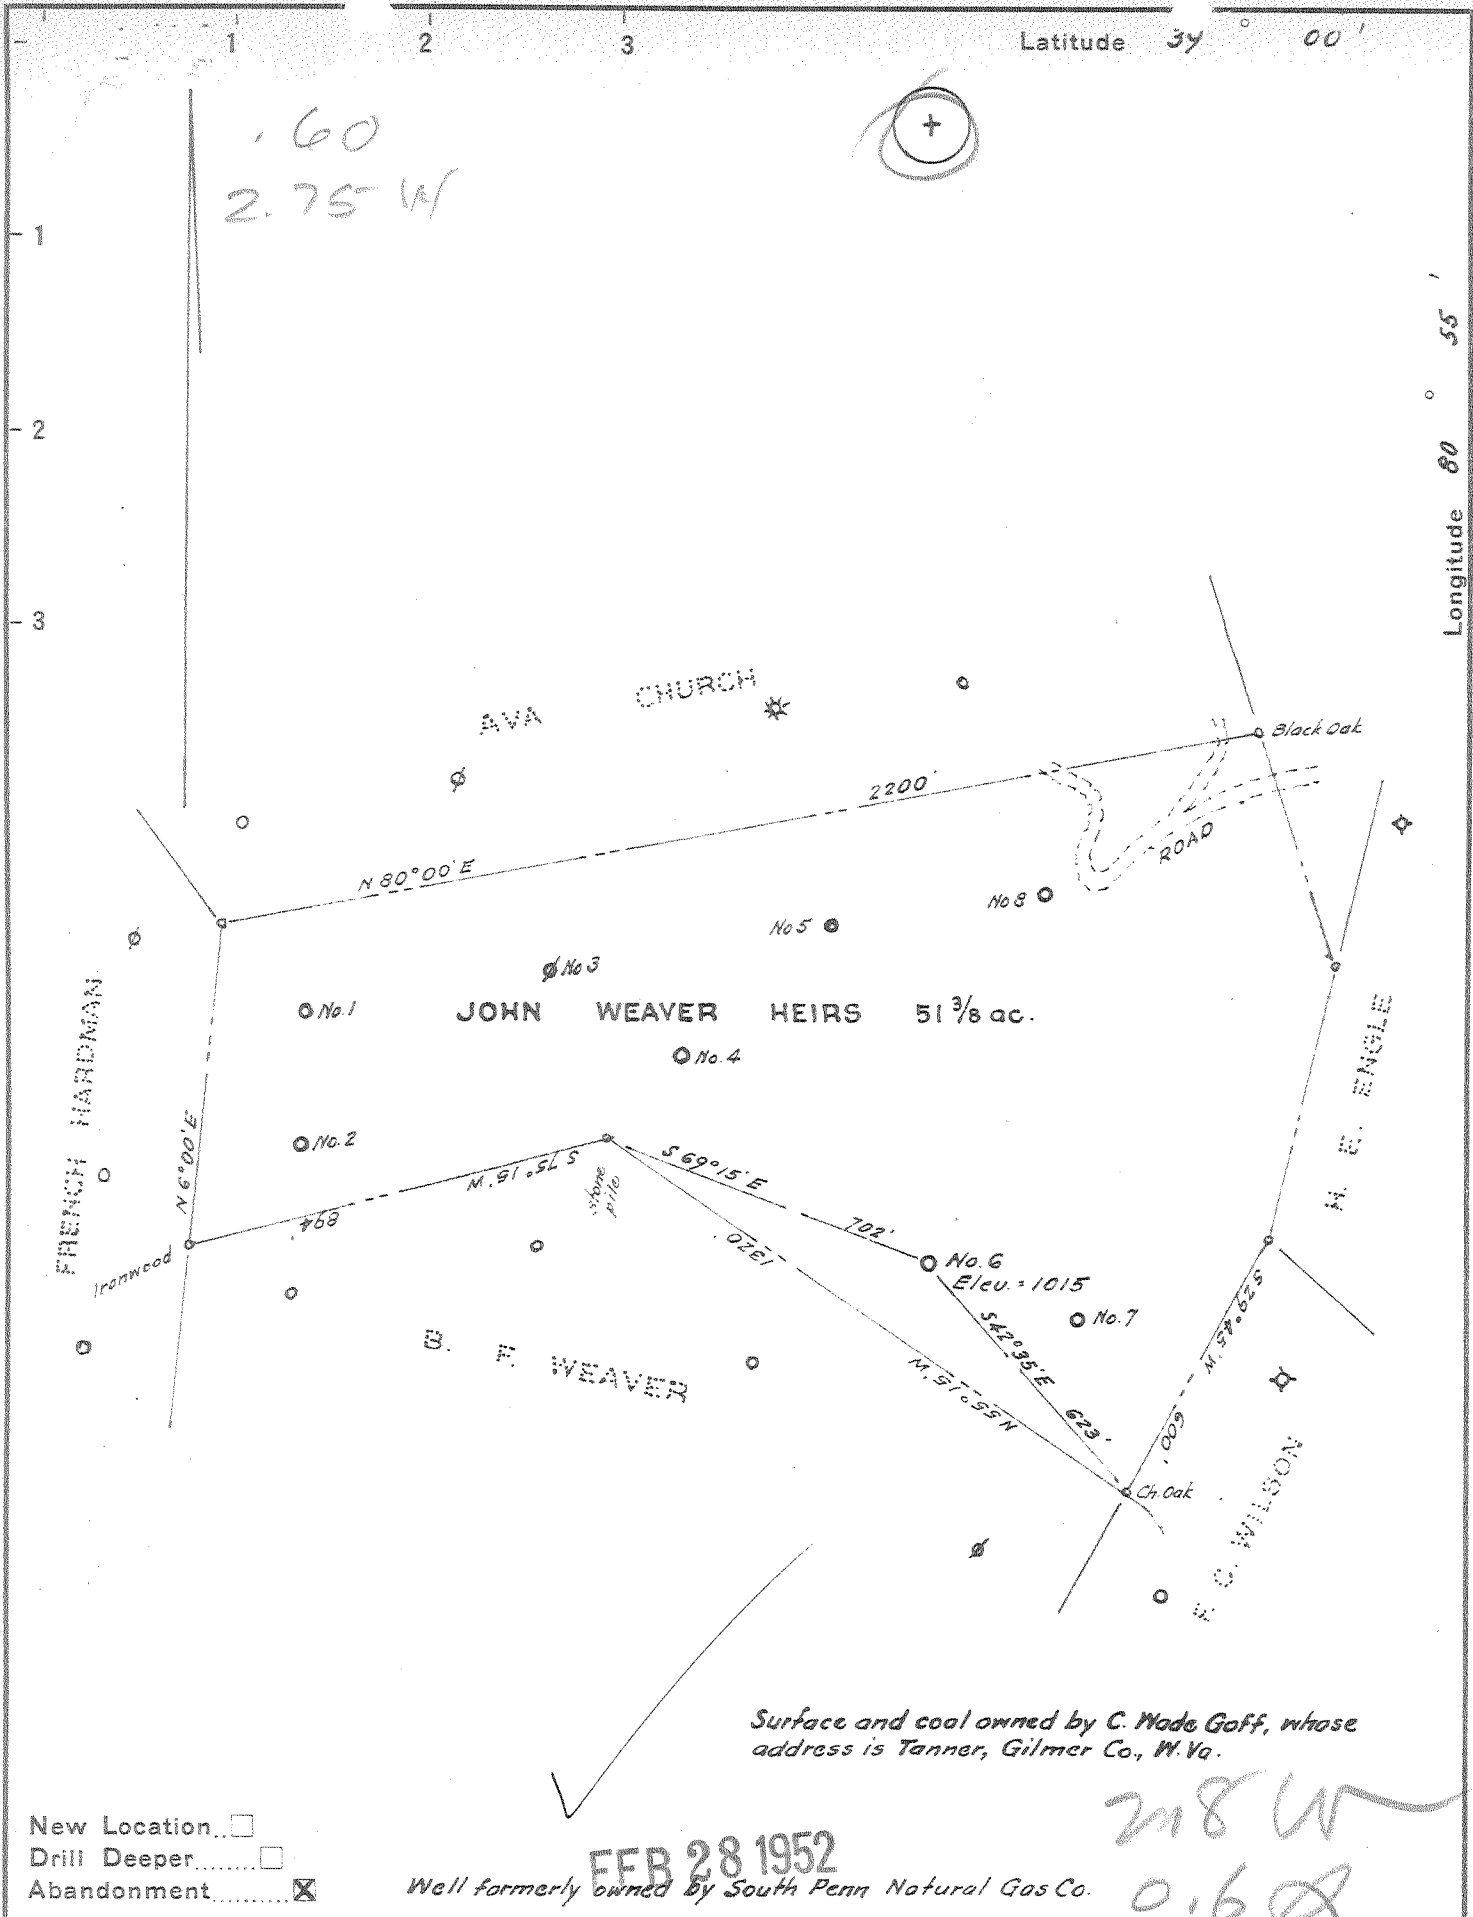 1 2 3 Latitude 39° 00'
.60
2.75 W
1
2
3
Longitude 80° 55'
AVA CHURCH
Black Oak
2200'
N 80°00' E
ROAD
No 8
No 5
No 3
No. 1
JOHN WEAVER HEIRS 51 3/8 ac.
No. 4
FRENCH HARDMAN
H. E. ENGLE
N 6°00' E
No. 2
S 75°15' W
894'
Stone pile
S 69°15' E
702'
1320'
Ironwood
No. 6
Elev. = 1015
No. 7
S 42°35' E
623'
S 29°45' W
600'
B. F. WEAVER
N 55°15' W
Ch. Oak
F. C. WILSON
Surface and coal owned by C. Wade Goff, whose
address is Tanner, Gilmer Co., W. Va.
New Location
Drill Deeper
Abandonment X
FEB 28 1952
Well formerly owned by South Penn Natural Gas Co.